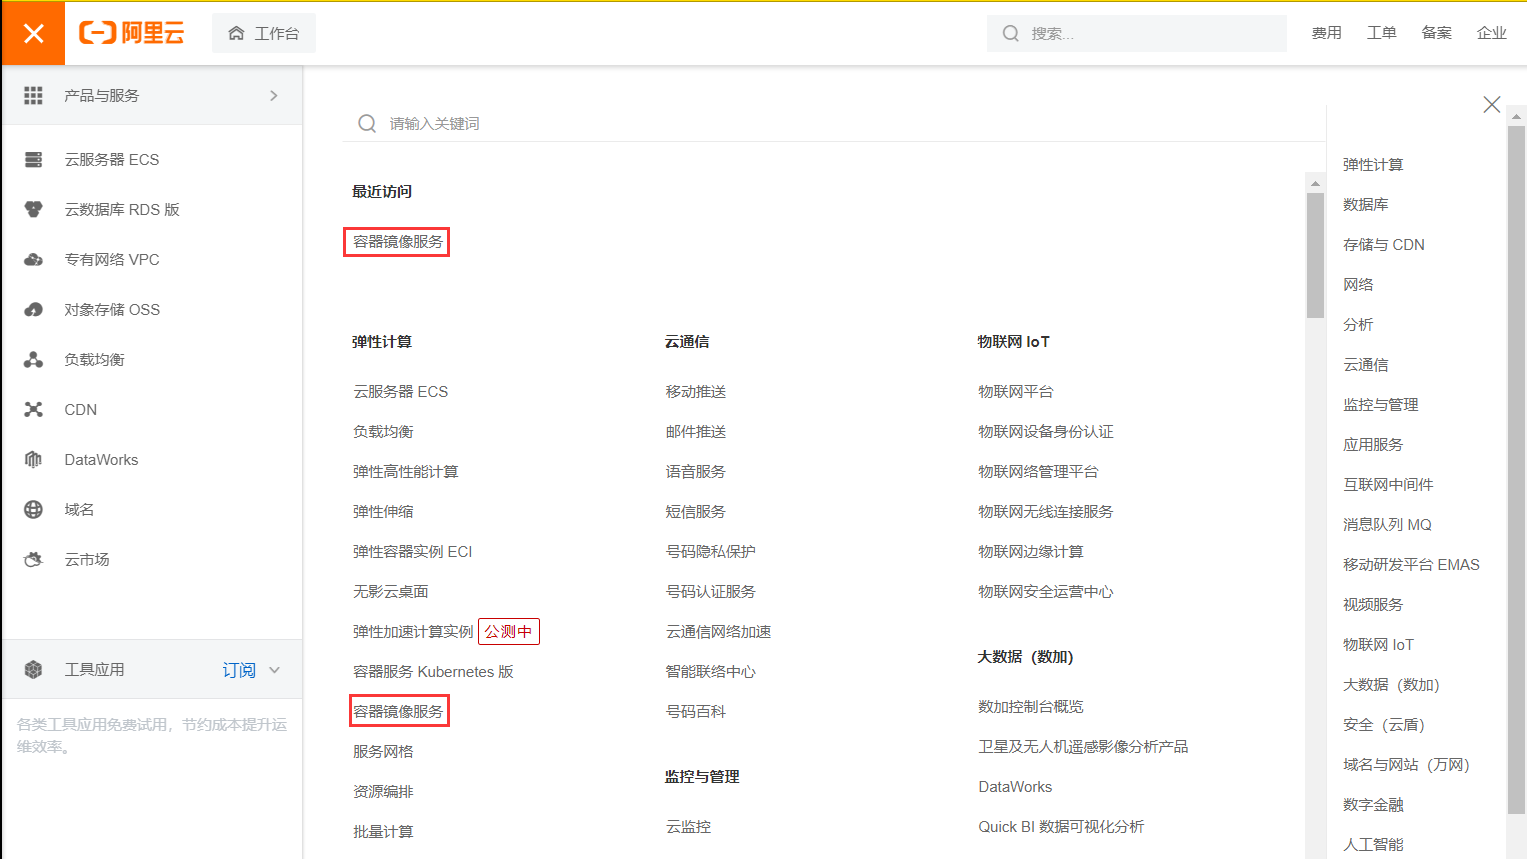 阿里云
工作台
搜索...
费用
工单
备案
企业
产品与服务
云服务器 ECS
云数据库 RDS 版
专有网络 VPC
对象存储 OSS
负载均衡
CDN
DataWorks
域名
云市场
工具应用
订阅
各类工具应用免费试用，节约成本提升运
维效率。
请输入关键词
最近访问
容器镜像服务
弹性计算
云服务器 ECS
负载均衡
弹性高性能计算
弹性伸缩
弹性容器实例 ECI
无影云桌面
弹性加速计算实例 公测中
容器服务 Kubernetes 版
容器镜像服务
服务网格
资源编排
批量计算
云通信
移动推送
邮件推送
语音服务
短信服务
号码隐私保护
号码认证服务
云通信网络加速
智能联络中心
号码百科
监控与管理
云监控
物联网 IoT
物联网平台
物联网设备身份认证
物联网络管理平台
物联网无线连接服务
物联网边缘计算
物联网安全运营中心
大数据（数加）
数加控制台概览
卫星及无人机遥感影像分析产品
DataWorks
Quick BI 数据可视化分析
弹性计算
数据库
存储与 CDN
网络
分析
云通信
监控与管理
应用服务
互联网中间件
消息队列 MQ
移动研发平台 EMAS
视频服务
物联网 IoT
大数据（数加）
安全（云盾）
域名与网站（万网）
数字金融
人工智能